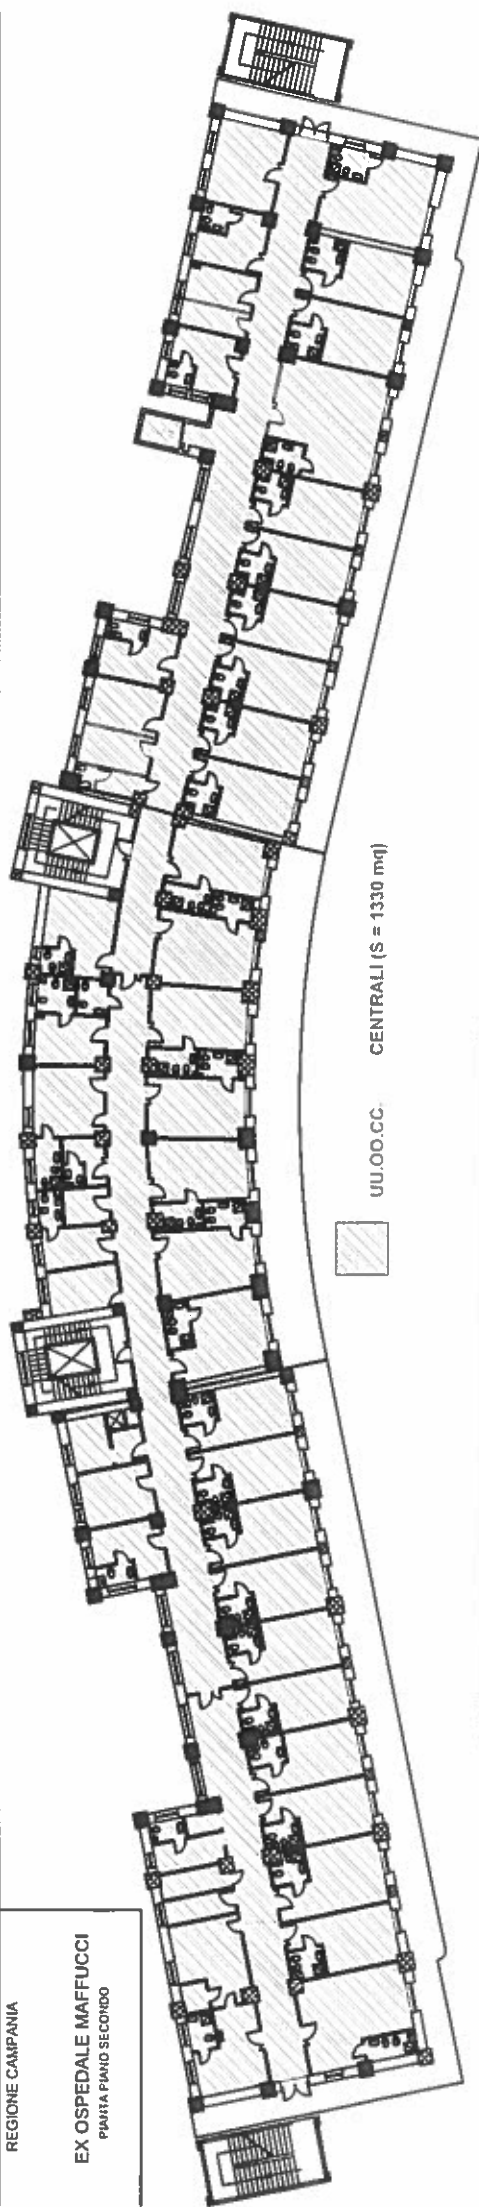 REGIONE CAMPANIA
EX OSPEDALE MAFFUCCI
PIANTA PIANO SECONDO
UU.OO.CC. CENTRALI (S = 1330 mq)